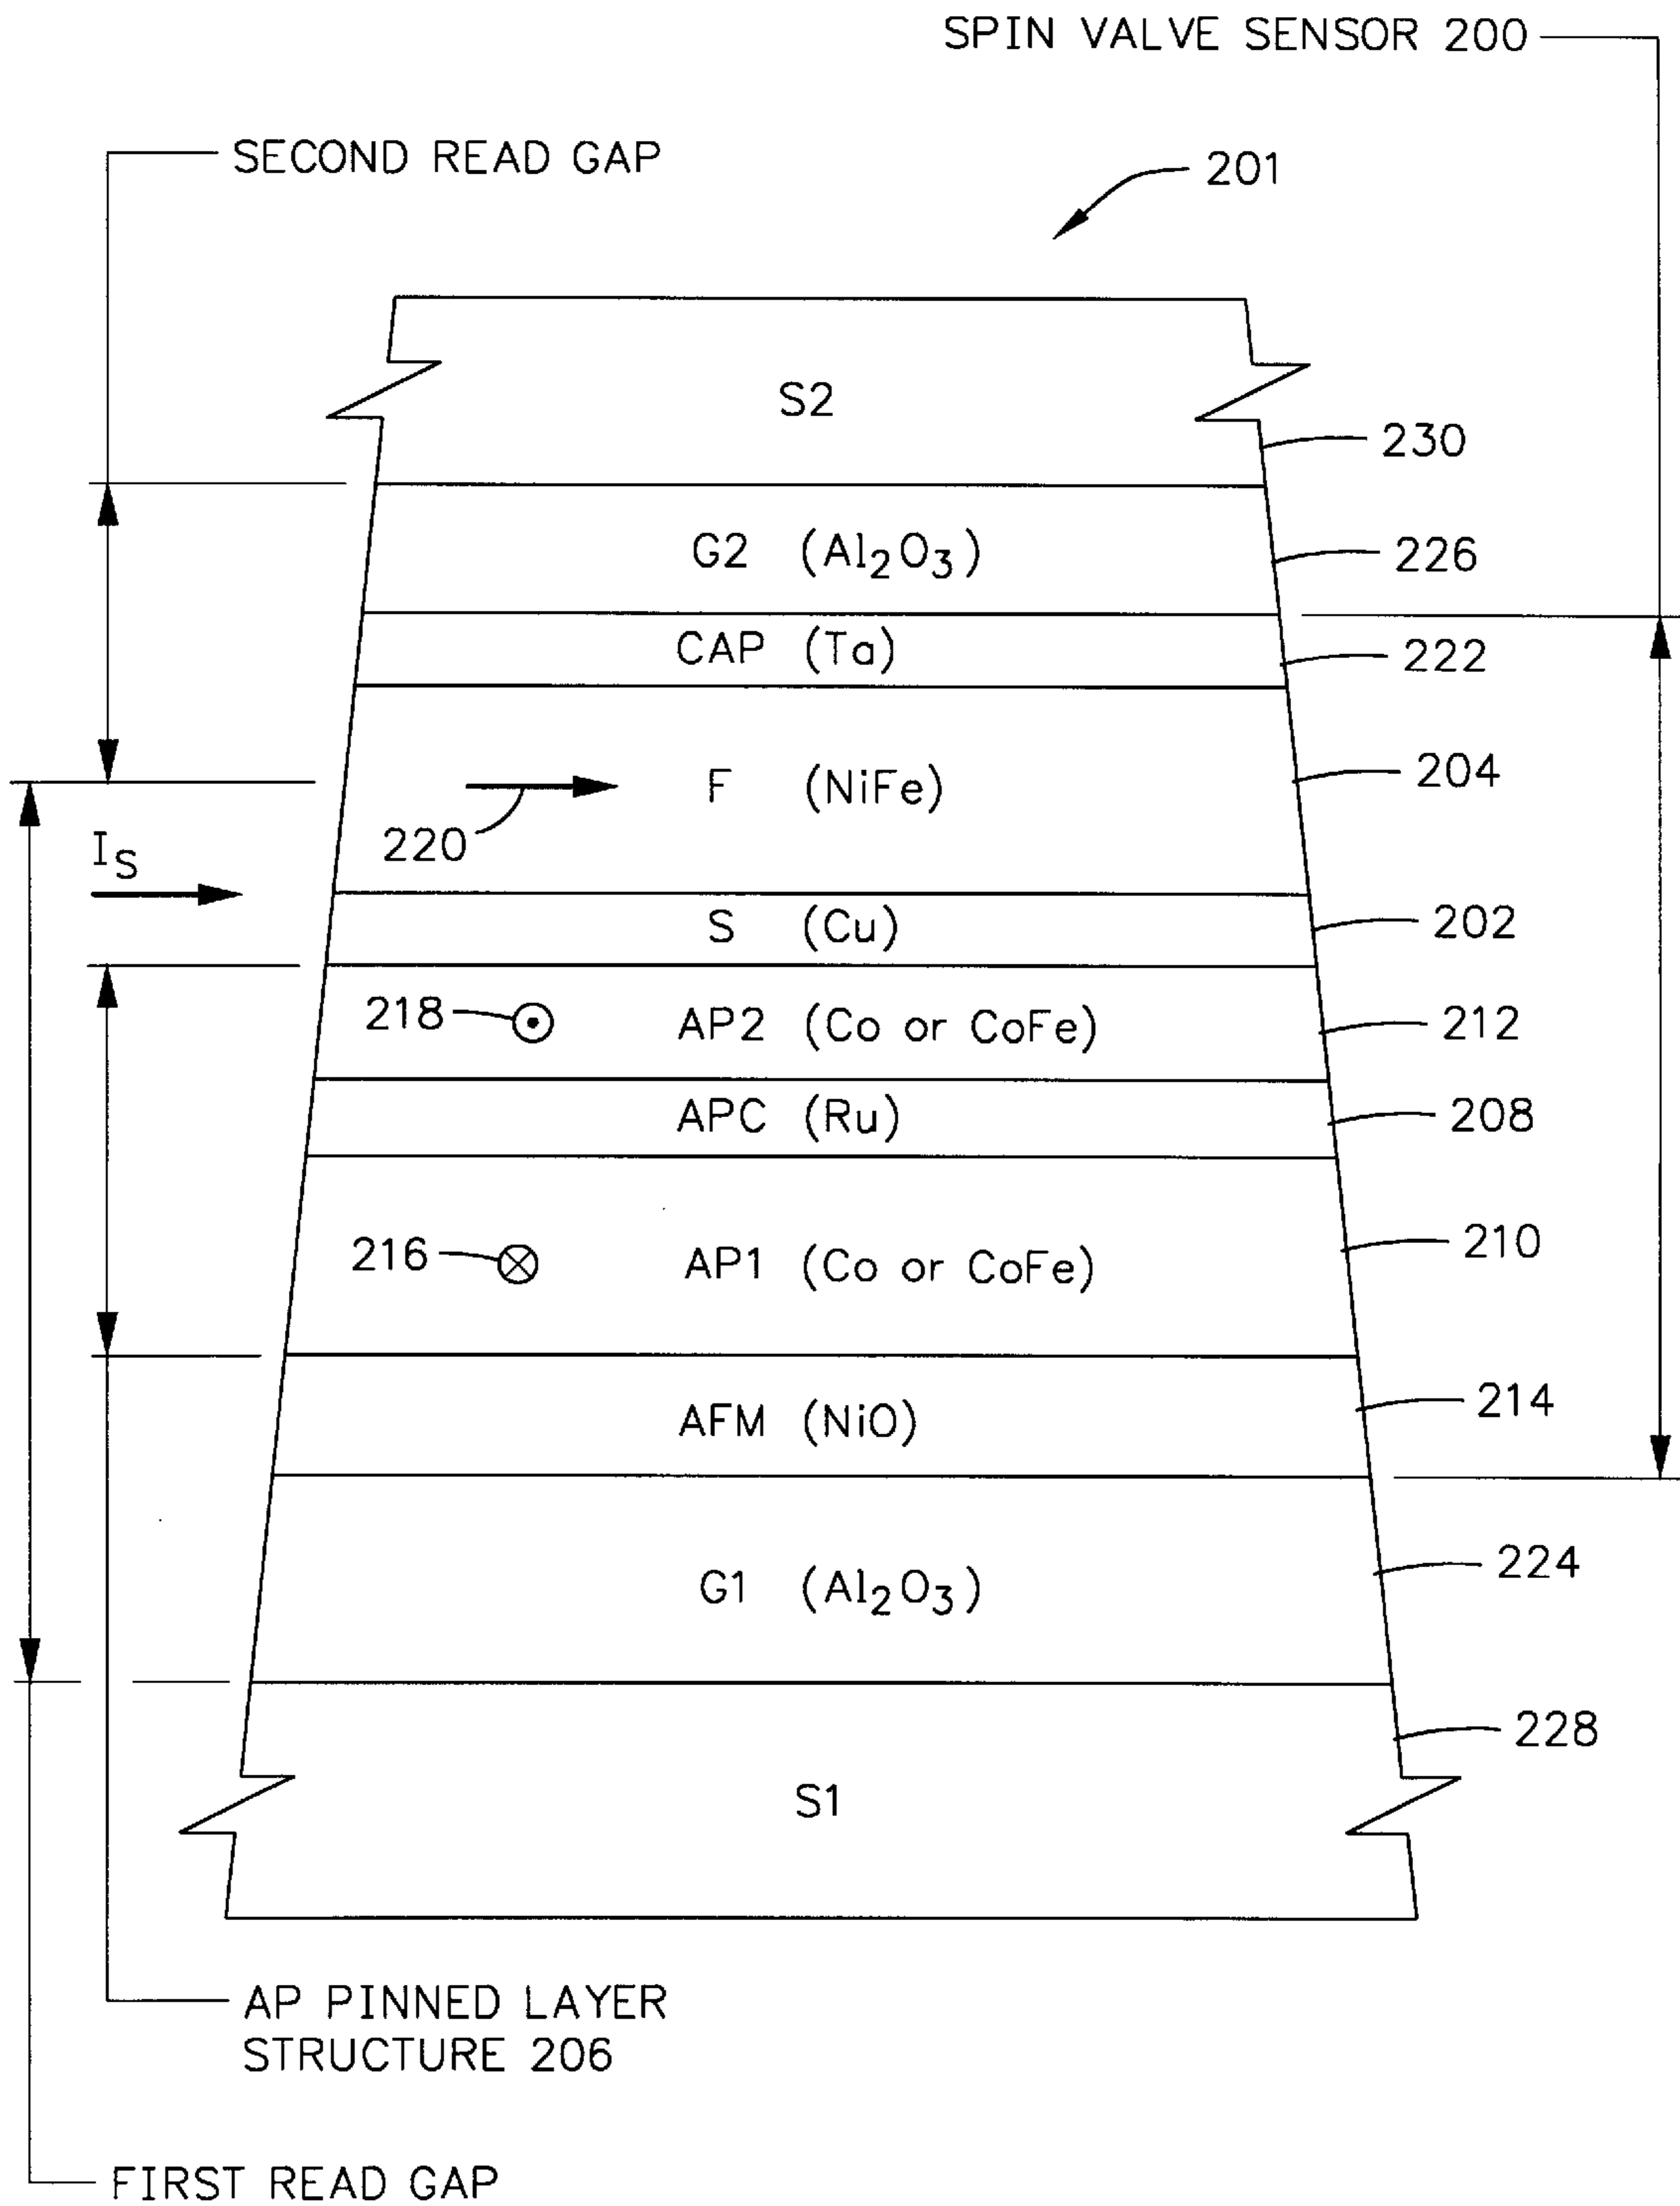 SPIN VALVE SENSOR 200
SECOND READ GAP
201
S2
230
G2 (Al₂O₃)
226
CAP (Ta)
222
F (NiFe)
204
220
I_S
S (Cu)
202
218
AP2 (Co or CoFe)
212
APC (Ru)
208
216
AP1 (Co or CoFe)
210
AFM (NiO)
214
G1 (Al₂O₃)
224
228
S1
AP PINNED LAYER
STRUCTURE 206
FIRST READ GAP